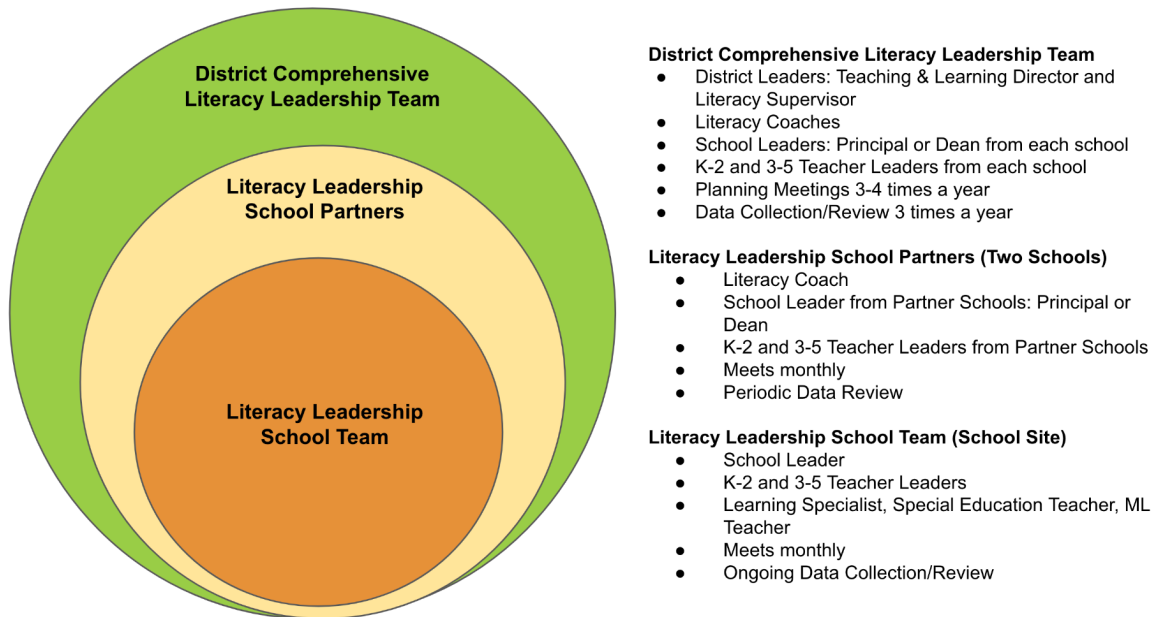 District Comprehensive
Literacy Leadership Team
Literacy Leadership
School Partners
Literacy Leadership
School Team
District Comprehensive Literacy Leadership Team
● District Leaders: Teaching & Learning Director and
Literacy Supervisor
● Literacy Coaches
● School Leaders: Principal or Dean from each school
● K-2 and 3-5 Teacher Leaders from each school
● Planning Meetings 3-4 times a year
● Data Collection/Review 3 times a year
Literacy Leadership School Partners (Two Schools)
● Literacy Coach
● School Leader from Partner Schools: Principal or
Dean
● K-2 and 3-5 Teacher Leaders from Partner Schools
● Meets monthly
● Periodic Data Review
Literacy Leadership School Team (School Site)
● School Leader
● K-2 and 3-5 Teacher Leaders
● Learning Specialist, Special Education Teacher, ML
Teacher
● Meets monthly
● Ongoing Data Collection/Review